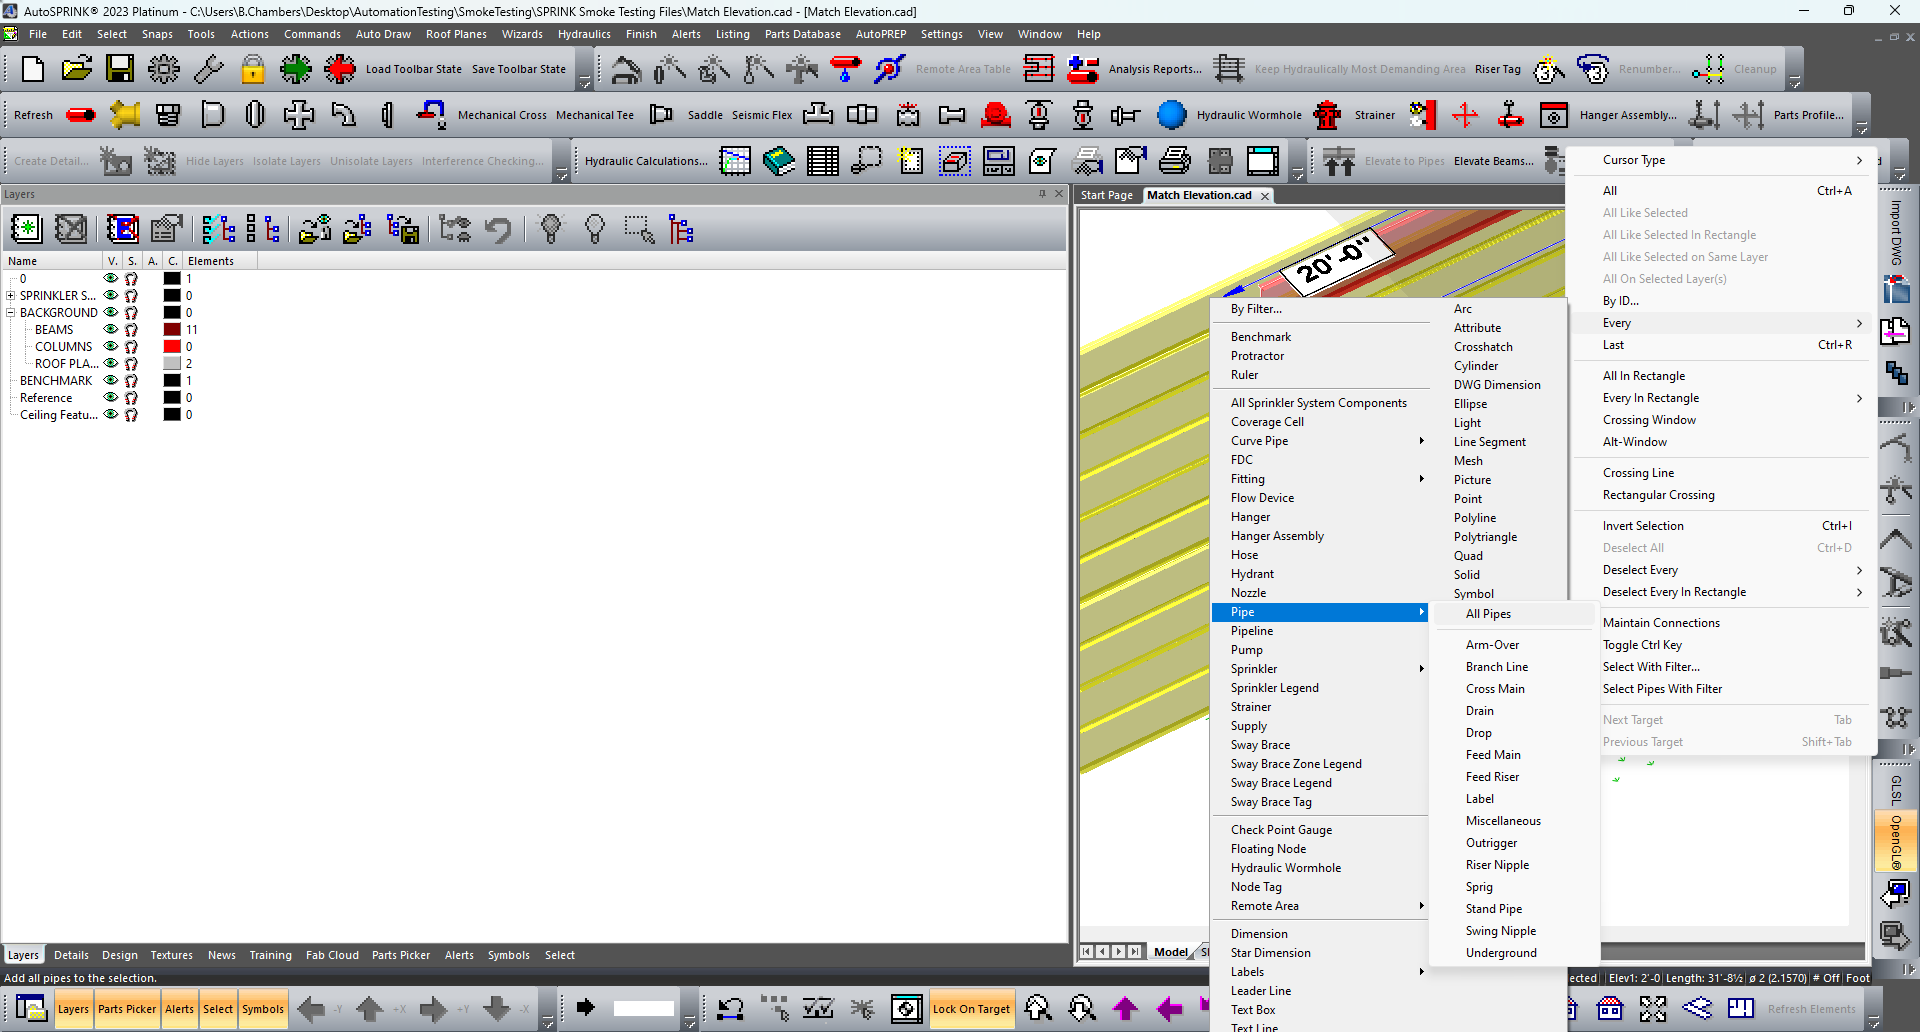 AutoSPRINK® 2023 Platinum - C:\Users\B.Chambers\Desktop\AutomationTesting\SmokeTesting\SPRINK Smoke Testing Files\Match Elevation.cad - [Match Elevation.cad]
File Edit Select Snaps Tools Actions Commands Auto Draw Roof Planes Wizards Hydraulics Finish Alerts Listing Parts Database AutoPREP Settings View Window Help
Load Toolbar State Save Toolbar State Remote Area Table Analysis Reports... Keep Hydraulically Most Demanding Area Riser Tag Renumber... Cleanup
Refresh Mechanical Cross Mechanical Tee Saddle Seismic Flex Hydraulic Wormhole Strainer Hanger Assembly... Parts Profile...
Create Detail... Hide Layers Isolate Layers Unisolate Layers Interference Checking... Hydraulic Calculations... Elevate to Pipes Elevate Beams...
Layers
Start Page Match Elevation.cad
Name V. S. A. C. Elements
0 1
SPRINKLER S... 0
BACKGROUND 0
BEAMS 11
COLUMNS 0
ROOF PLA... 2
BENCHMARK 1
Reference 0
Ceiling Featu... 0
20'-0"
By Filter...
Benchmark
Protractor
Ruler
All Sprinkler System Components
Coverage Cell
Curve Pipe
FDC
Fitting
Flow Device
Hanger
Hanger Assembly
Hose
Hydrant
Nozzle
Pipe
Pipeline
Pump
Sprinkler
Sprinkler Legend
Strainer
Supply
Sway Brace
Sway Brace Zone Legend
Sway Brace Legend
Sway Brace Tag
Check Point Gauge
Floating Node
Hydraulic Wormhole
Node Tag
Remote Area
Dimension
Star Dimension
Labels
Leader Line
Text Box
Text Line
Arc
Attribute
Crosshatch
Cylinder
DWG Dimension
Ellipse
Light
Line Segment
Mesh
Picture
Point
Polyline
Polytriangle
Quad
Solid
Symbol
All Pipes
Arm-Over
Branch Line
Cross Main
Drain
Drop
Feed Main
Feed Riser
Label
Miscellaneous
Outrigger
Riser Nipple
Sprig
Stand Pipe
Swing Nipple
Underground
Cursor Type
All Ctrl+A
All Like Selected
All Like Selected In Rectangle
All Like Selected on Same Layer
All On Selected Layer(s)
By ID...
Every
Last Ctrl+R
All In Rectangle
Every In Rectangle
Crossing Window
Alt-Window
Crossing Line
Rectangular Crossing
Invert Selection Ctrl+I
Deselect All Ctrl+D
Deselect Every
Deselect Every In Rectangle
Maintain Connections
Toggle Ctrl Key
Select With Filter...
Select Pipes With Filter
Next Target Tab
Previous Target Shift+Tab
Import DWG
GLSL
OpenGL®
Layers Details Design Textures News Training Fab Cloud Parts Picker Alerts Symbols Select
Model
Add all pipes to the selection.
ected Elev1: 2'-0 Length: 31'-8½ ø 2 (2.1570) # Off Foot
Layers Parts Picker Alerts Select Symbols -Y +X +Y -X Lock On Target Refresh Elements